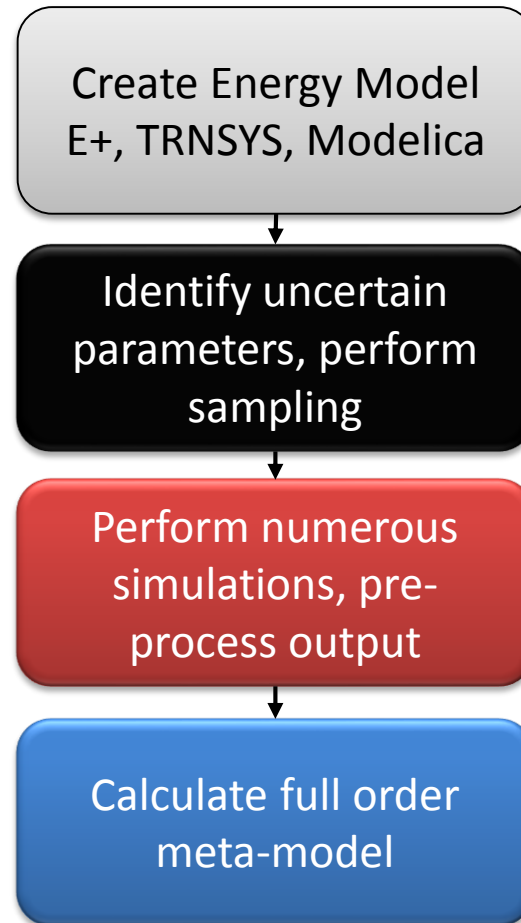 Create Energy Model
E+, TRNSYS, Modelica
Identify uncertain
parameters, perform
sampling
Perform numerous
simulations, pre-
process output
Calculate full order
meta-model